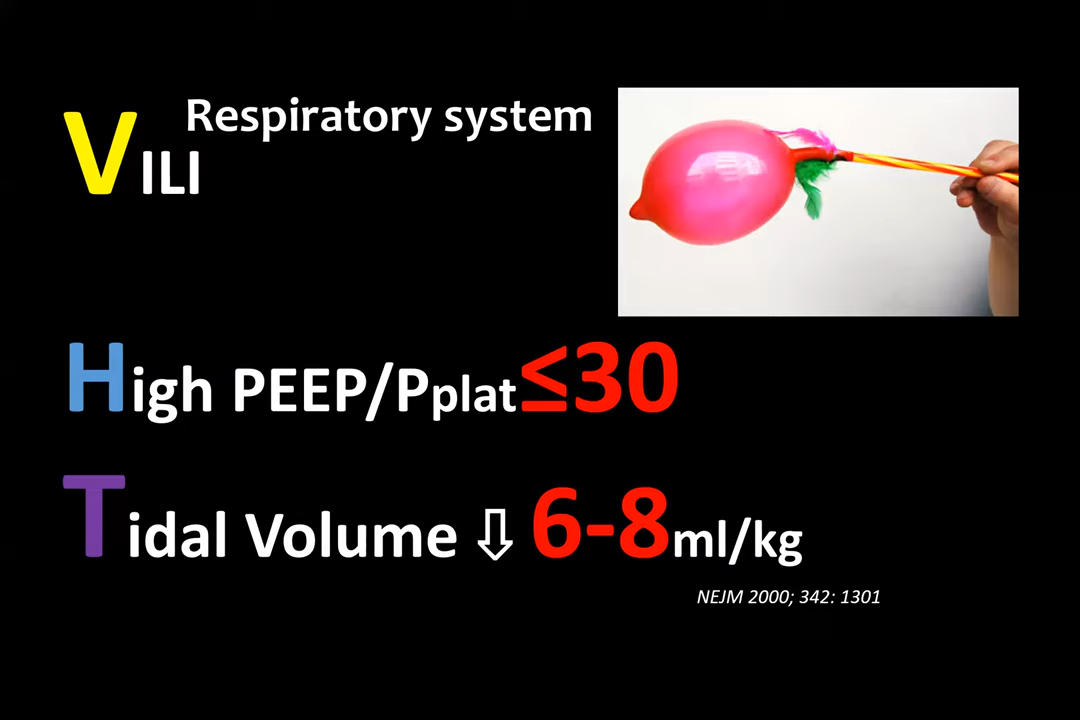 Respiratory system
VILI
High PEEP/Pplat≤30
Tidal Volume ⇩ 6-8ml/kg
NEJM 2000; 342: 1301